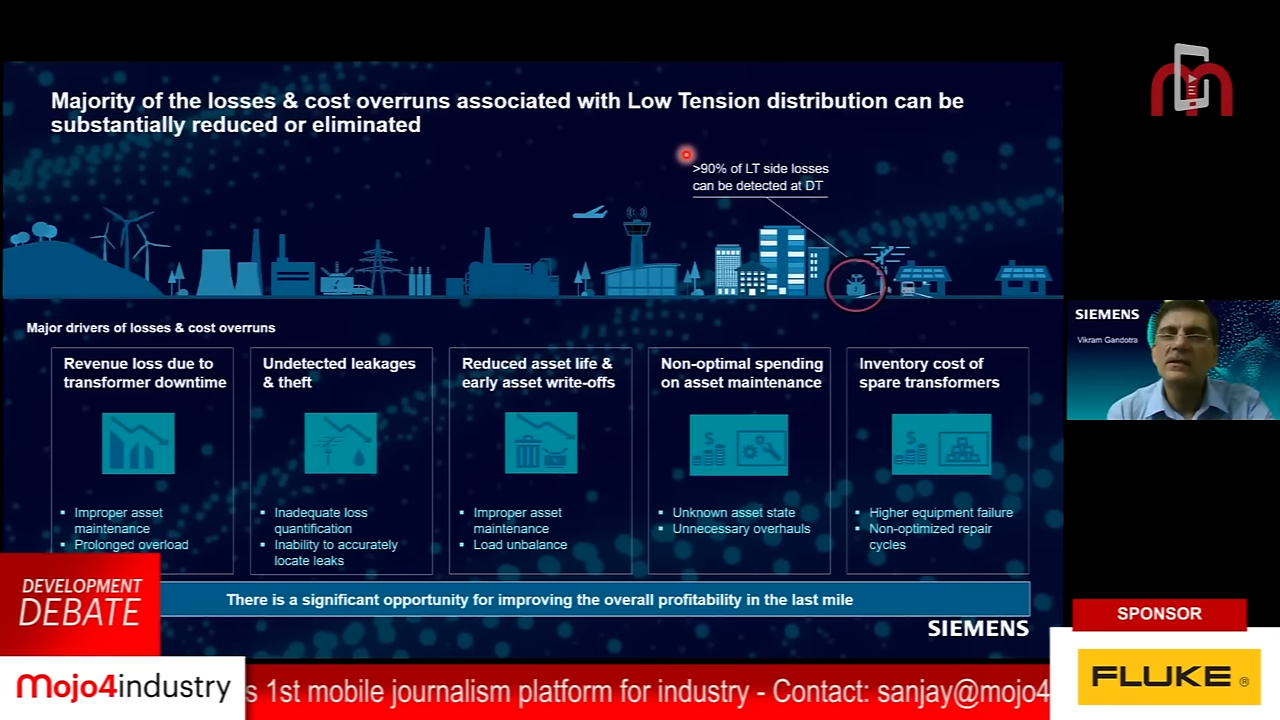 Majority of the losses & cost overruns associated with Low Tension distribution can be
substantially reduced or eliminated
>90% of LT side losses
can be detected at DT
Major drivers of losses & cost overruns
Revenue loss due to
transformer downtime
▪ Improper asset
maintenance
▪ Prolonged overload
Undetected leakages
& theft
▪ Inadequate loss
quantification
▪ Inability to accurately
locate leaks
Reduced asset life &
early asset write-offs
▪ Improper asset
maintenance
▪ Load unbalance
Non-optimal spending
on asset maintenance
▪ Unknown asset state
▪ Unnecessary overhauls
Inventory cost of
spare transformers
▪ Higher equipment failure
▪ Non-optimized repair
cycles
There is a significant opportunity for improving the overall profitability in the last mile
SIEMENS
SIEMENS
Vikram Gandotra
DEVELOPMENT
DEBATE
SPONSOR
FLUKE®
mojo4industry
s 1st mobile journalism platform for industry - Contact: sanjay@mojo4